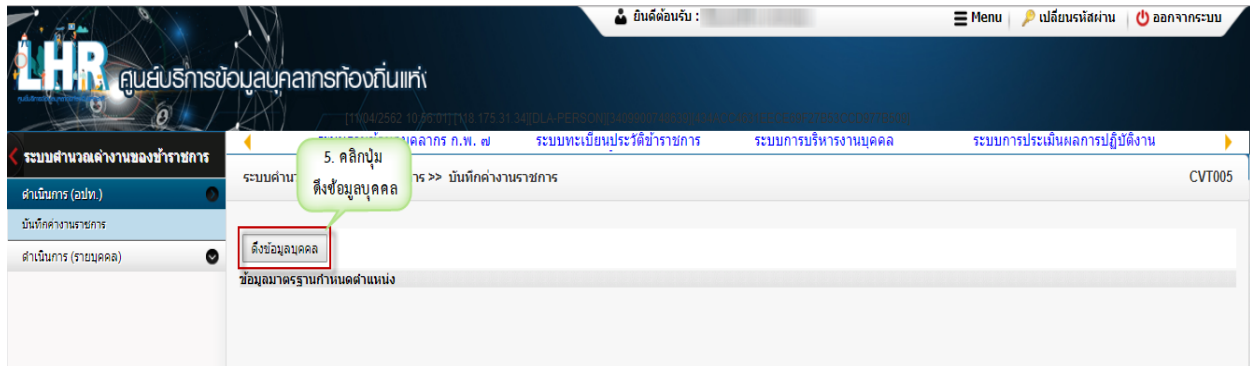 ยินดีต้อนรับ :
Menu เปลี่ยนรหัสผ่าน ออกจากระบบ
LHR ศูนย์บริการข้อมูลบุคลากรท้องถิ่นแห่ง
ระบบคำนวณค่างานของข้าราชการ
ระบบทะเบียนประวัติข้าราชการ ระบบการบริหารงานบุคคล ระบบการประเมินผลการปฏิบัติงาน
5. คลิกปุ่ม
ดึงข้อมูลบุคคล
>> บันทึกค่างานราชการ
CVT005
ดำเนินการ (อปท.)
บันทึกค่างานราชการ
ดำเนินการ (รายบุคคล)
ดึงข้อมูลบุคคล
ข้อมูลมาตรฐานกำหนดตำแหน่ง